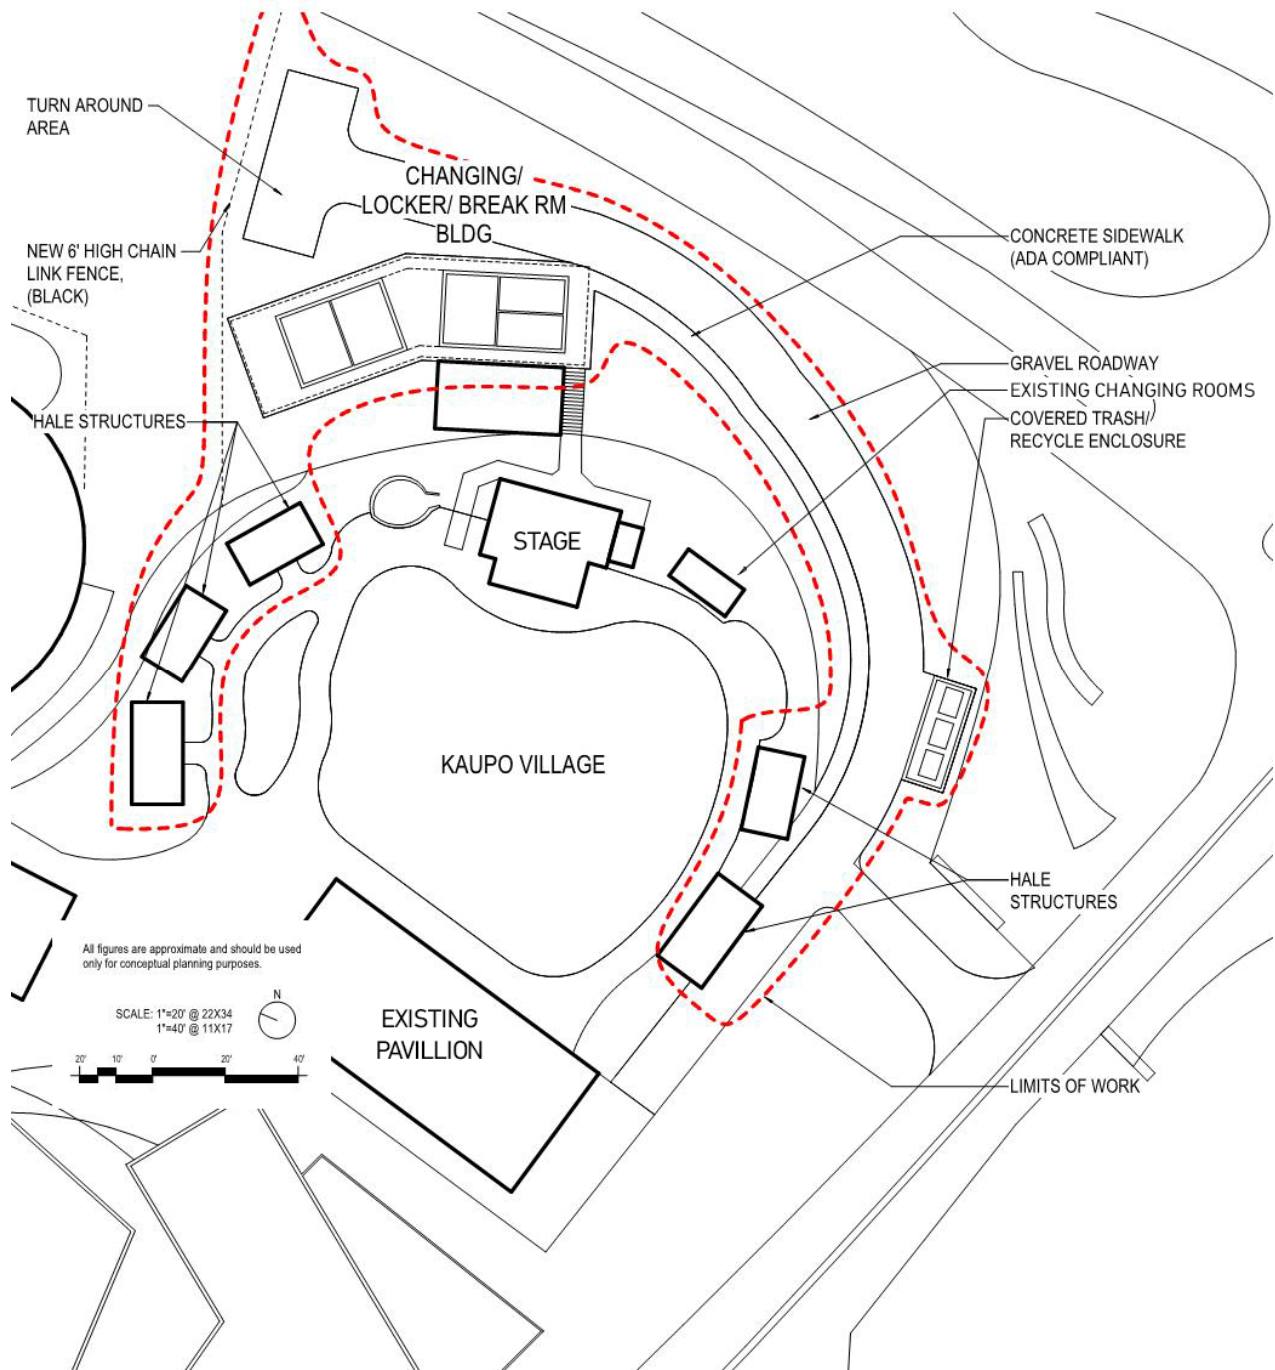 TURN AROUND
AREA
CHANGING/
LOCKER/ BREAK RM
BLDG
NEW 6' HIGH CHAIN
LINK FENCE,
(BLACK)
CONCRETE SIDEWALK
(ADA COMPLIANT)
GRAVEL ROADWAY
EXISTING CHANGING ROOMS
COVERED TRASH/
RECYCLE ENCLOSURE
HALE STRUCTURES
STAGE
KAUPO VILLAGE
HALE
STRUCTURES
All figures are approximate and should be used
only for conceptual planning purposes.
N
SCALE: 1"=20' @ 22X34
1"=40' @ 11X17
20' 10' 0' 20' 40'
EXISTING
PAVILLION
LIMITS OF WORK